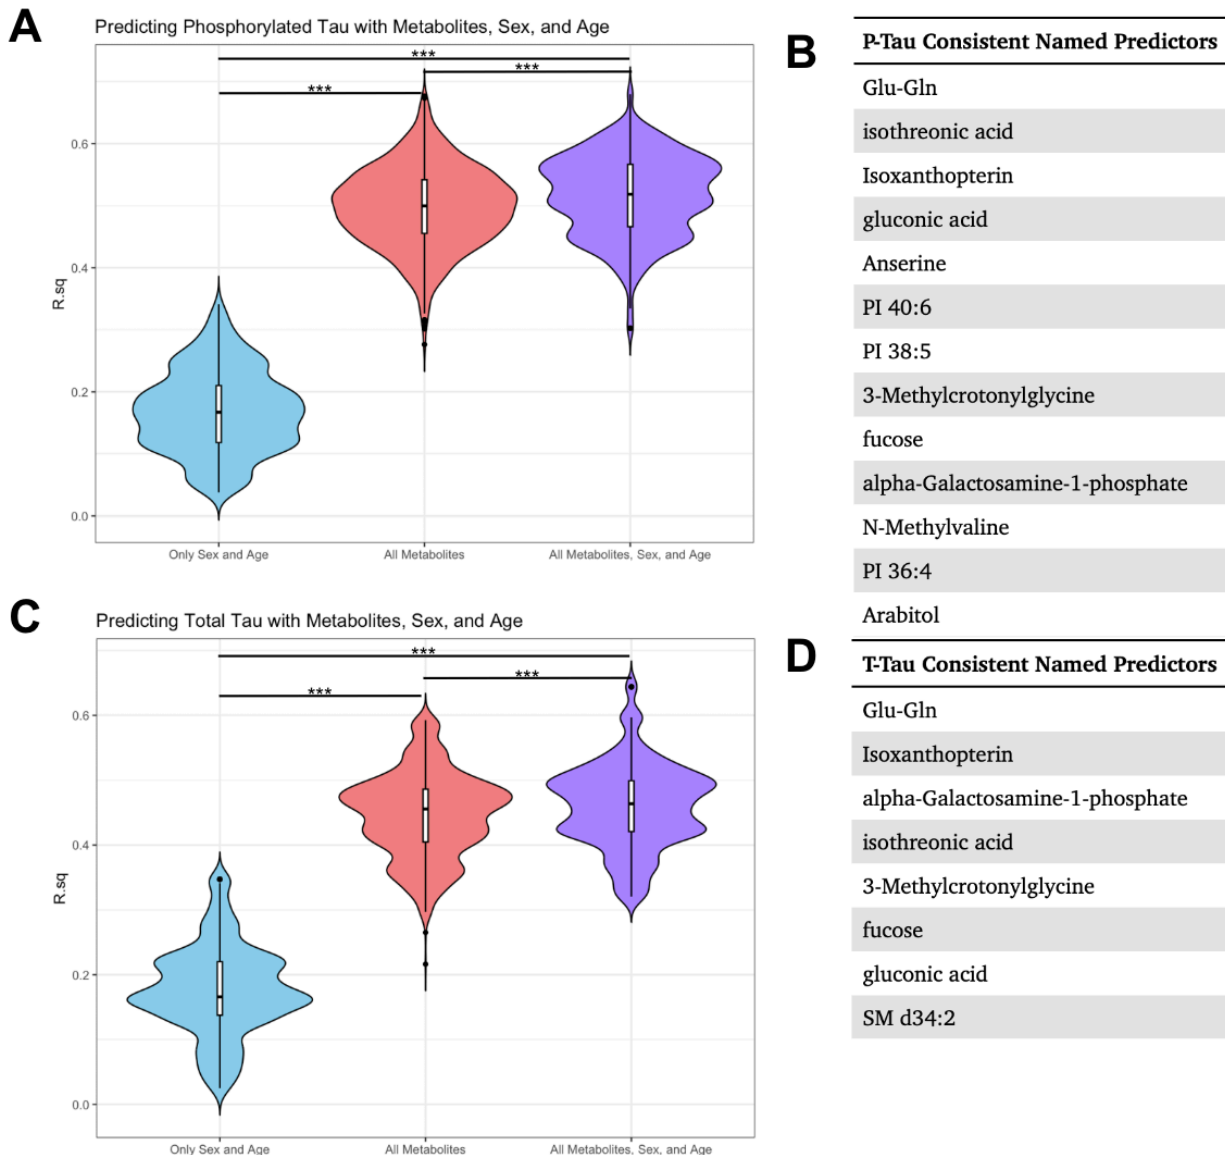 A
Predicting Phosphorylated Tau with Metabolites, Sex, and Age
***
***
***
R.sq
0.6
0.4
0.2
0.0
Only Sex and Age
All Metabolites
All Metabolites, Sex, and Age
B
P-Tau Consistent Named Predictors
Glu-Gln
isothreonic acid
Isoxanthopterin
gluconic acid
Anserine
PI 40:6
PI 38:5
3-Methylcrotonylglycine
fucose
alpha-Galactosamine-1-phosphate
N-Methylvaline
PI 36:4
Arabitol
C
Predicting Total Tau with Metabolites, Sex, and Age
***
***
***
R.sq
0.6
0.4
0.2
0.0
Only Sex and Age
All Metabolites
All Metabolites, Sex, and Age
D
T-Tau Consistent Named Predictors
Glu-Gln
Isoxanthopterin
alpha-Galactosamine-1-phosphate
isothreonic acid
3-Methylcrotonylglycine
fucose
gluconic acid
SM d34:2